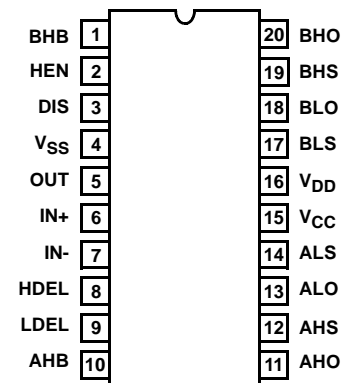 BHB 1 20 BHO
HEN 2 19 BHS
DIS 3 18 BLO
VSS 4 17 BLS
OUT 5 16 VDD
IN+ 6 15 VCC
IN- 7 14 ALS
HDEL 8 13 ALO
LDEL 9 12 AHS
AHB 10 11 AHO